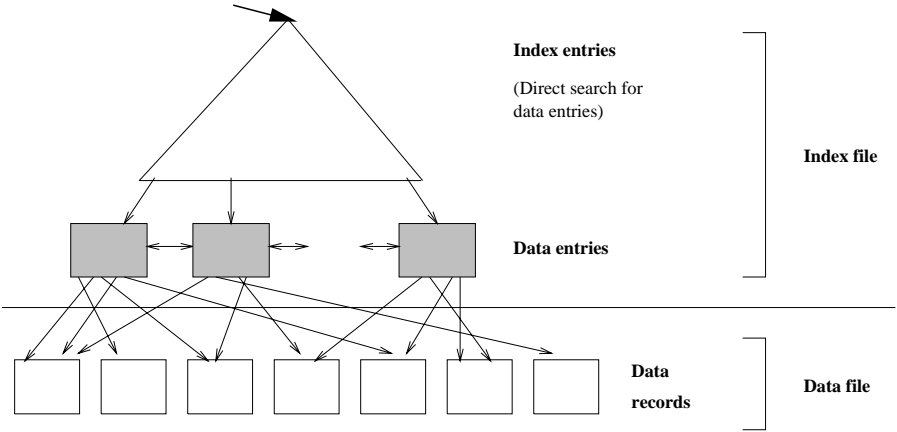 Index entries
(Direct search for
data entries)
Index file
Data entries
Data
records
Data file